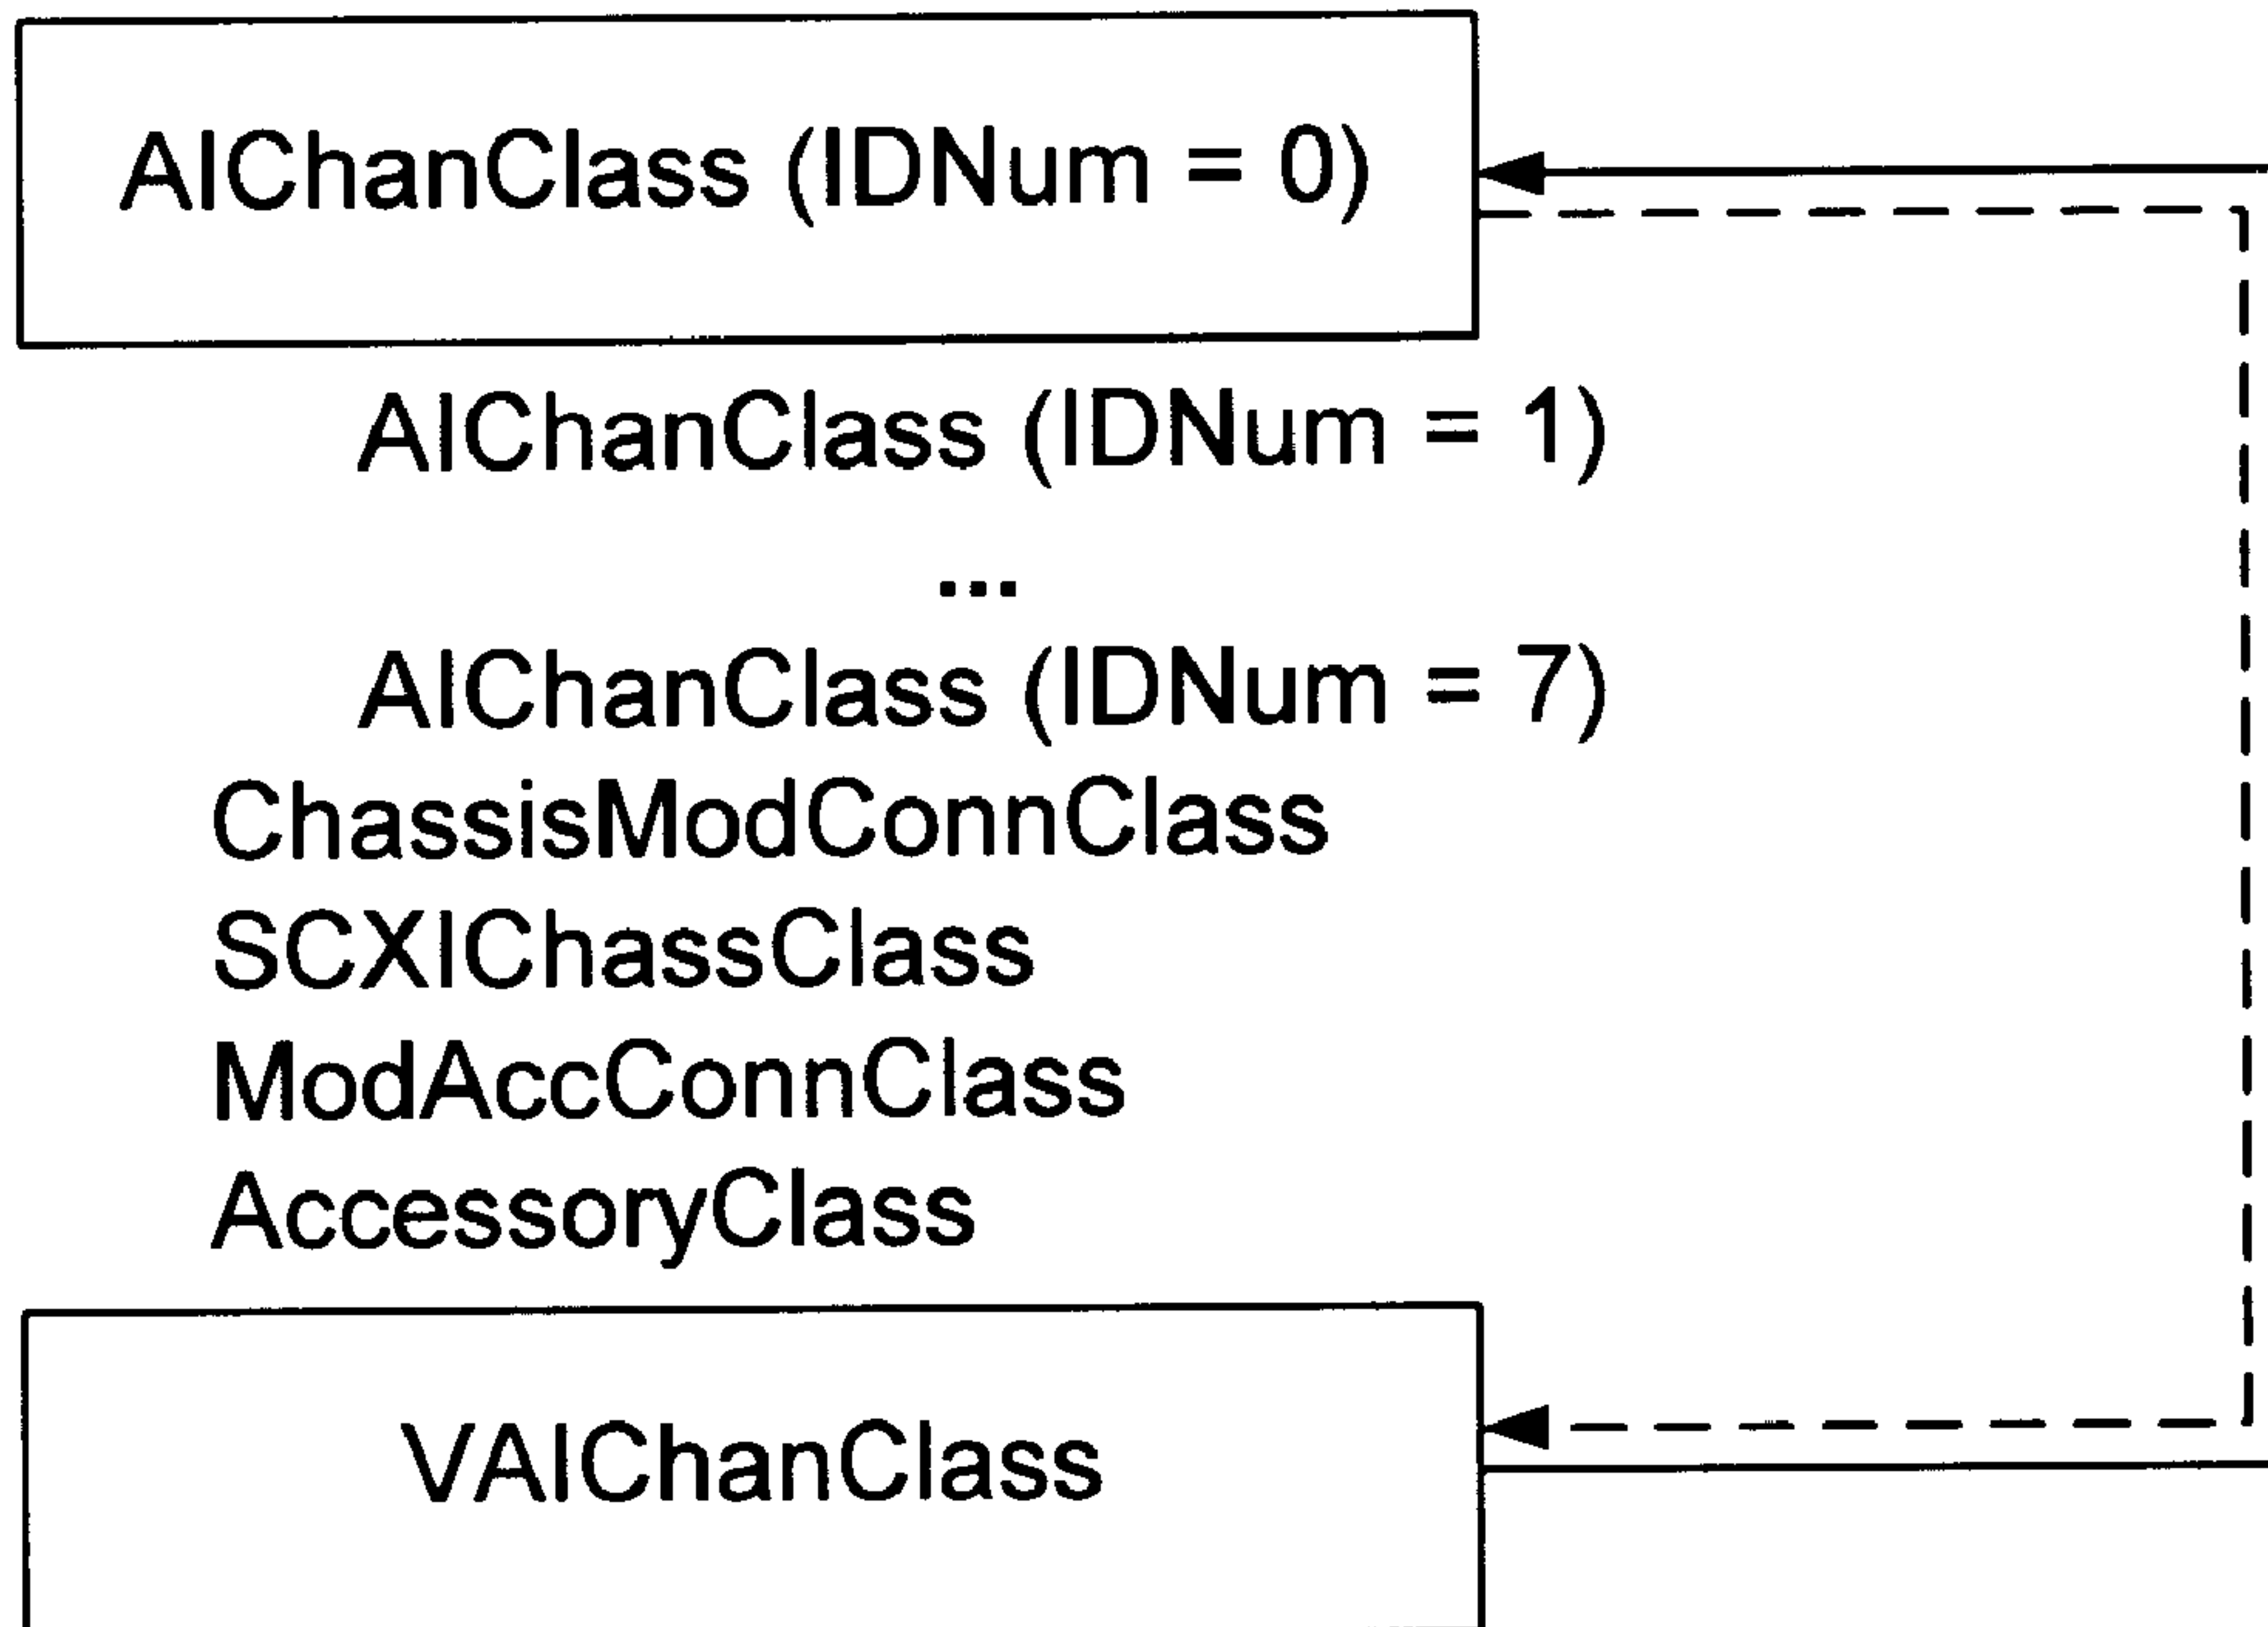 AIChanClass (IDNum = 0)
AIChanClass (IDNum = 1)
...
AIChanClass (IDNum = 7)
ChassisModConnClass
SCXIChassClass
ModAccConnClass
AccessoryClass
VAIChanClass